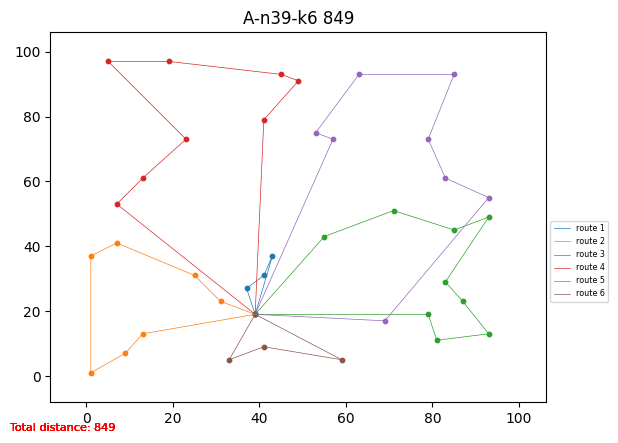 A-n39-k6 849
100
80
60
40
20
0
0 20 40 60 80 100
route 1
route 2
route 3
route 4
route 5
route 6
Total distance: 849